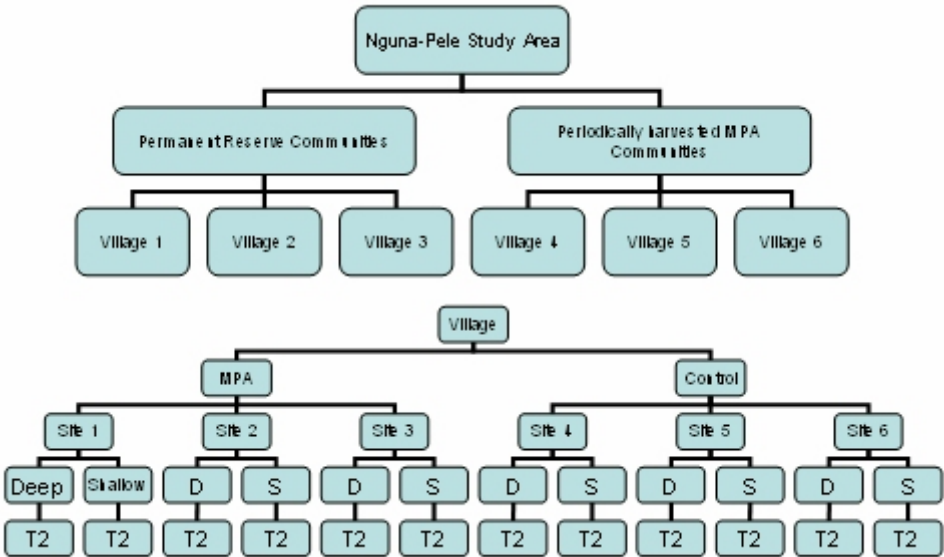 Nguna-Pele Study Area
Permanent Reserve Communities
Periodically harvested MPA
Communities
Village 1 Village 2 Village 3 Village 4 Village 5 Village 6
Village
MPA Control
Site 1 Site 2 Site 3 Site 4 Site 5 Site 6
Deep Shallow D S D S D S D S D S
T2 T2 T2 T2 T2 T2 T2 T2 T2 T2 T2 T2